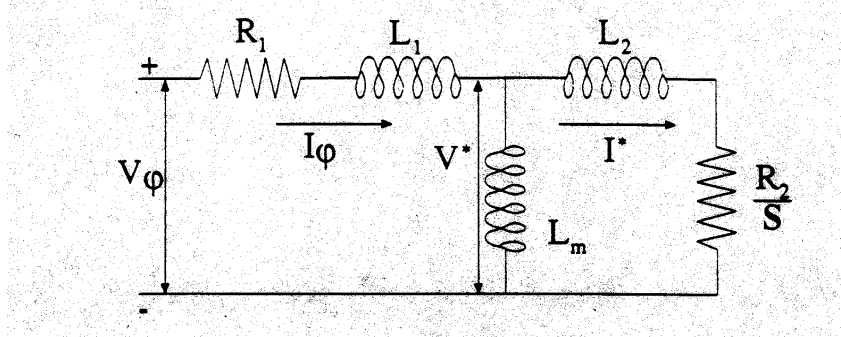 R₁
L₁
L₂
+
Iφ
V*
I*
Vφ
R₂
S
Lₘ
-